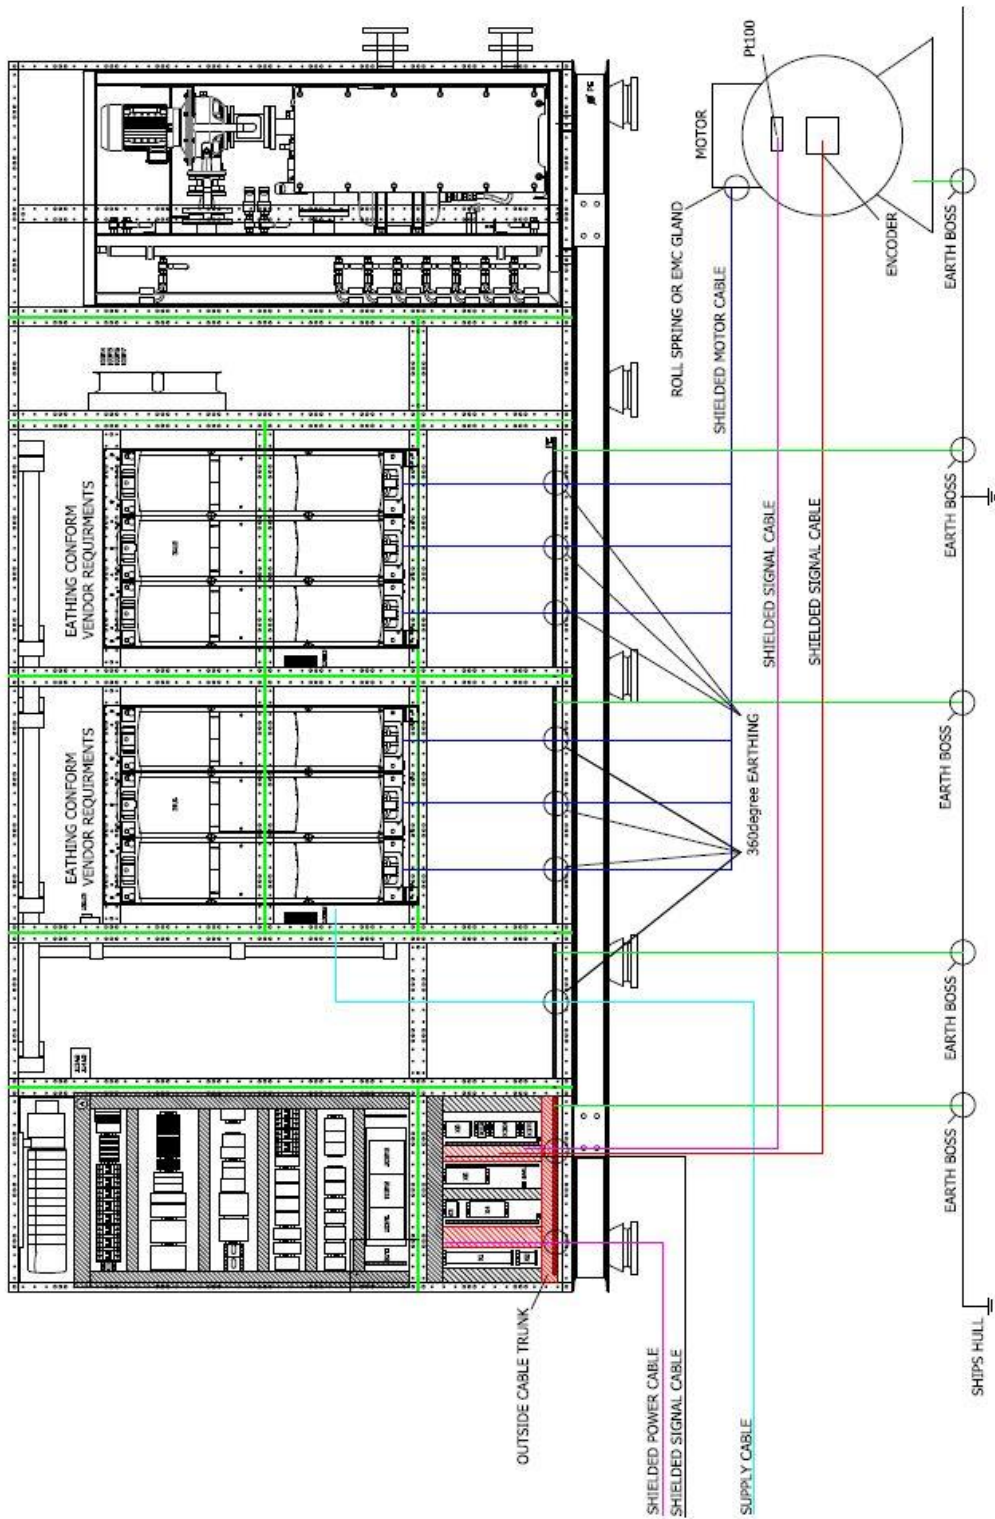 EATHING CONFORM
VENDOR REQUIRMENTS
EATHING CONFORM
VENDOR REQUIRMENTS
PE
MOTOR
Pt100
ROLL SPRING OR EMC GLAND
SHIELDED MOTOR CABLE
ENCODER
EARTH BOSS
SHIELDED SIGNAL CABLE
SHIELDED SIGNAL CABLE
EARTH BOSS
360degree EARTHING
EARTH BOSS
EARTH BOSS
EARTH BOSS
OUTSIDE CABLE TRUNK
SHIELDED POWER CABLE
SHIELDED SIGNAL CABLE
SUPPLY CABLE
SHIPS HULL